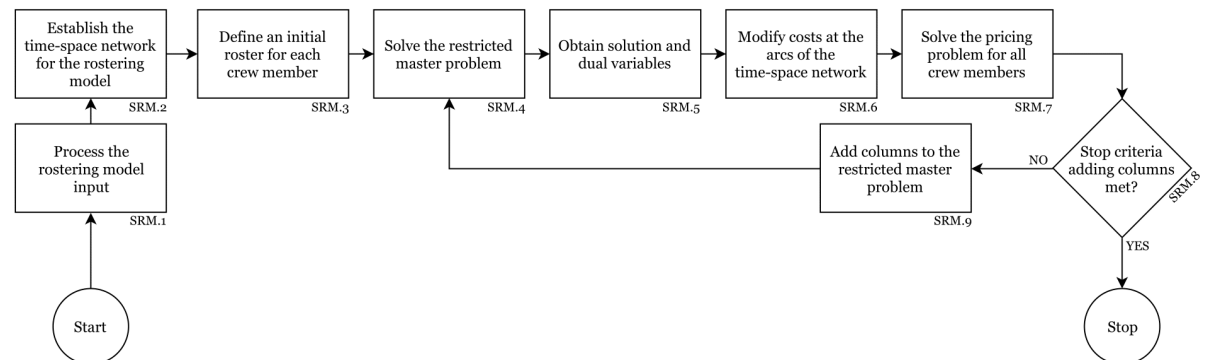 Establish the
time-space network
for the rostering
model
SRM.2
Define an initial
roster for each
crew member
SRM.3
Solve the restricted
master problem
SRM.4
Obtain solution and
dual variables
SRM.5
Modify costs at the
arcs of the
time-space network
SRM.6
Solve the pricing
problem for all
crew members
SRM.7
Process the
rostering model
input
SRM.1
Add columns to the
restricted master
problem
SRM.9
NO
Stop criteria
adding columns
met?
SRM.8
YES
Start
Stop